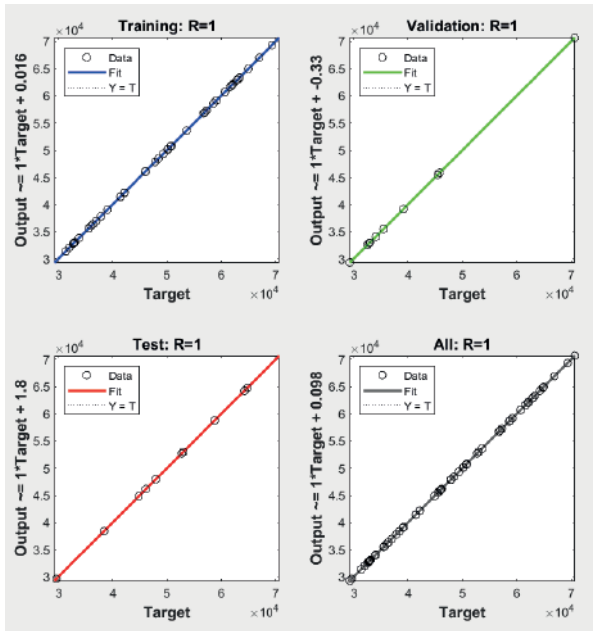 Training: R=1
×10⁴
Output ~= 1*Target + 0.016
7
6.5
6
5.5
5
4.5
4
3.5
3
Data
Fit
Y = T
3 4 5 6 7
Target
×10⁴
Validation: R=1
×10⁴
Output ~= 1*Target + -0.33
7
6.5
6
5.5
5
4.5
4
3.5
3
Data
Fit
Y = T
3 4 5 6 7
Target
×10⁴
Test: R=1
×10⁴
Output ~= 1*Target + 1.8
7
6.5
6
5.5
5
4.5
4
3.5
3
Data
Fit
Y = T
3 4 5 6 7
Target
×10⁴
All: R=1
×10⁴
Output ~= 1*Target + 0.098
7
6.5
6
5.5
5
4.5
4
3.5
3
Data
Fit
Y = T
3 4 5 6 7
Target
×10⁴